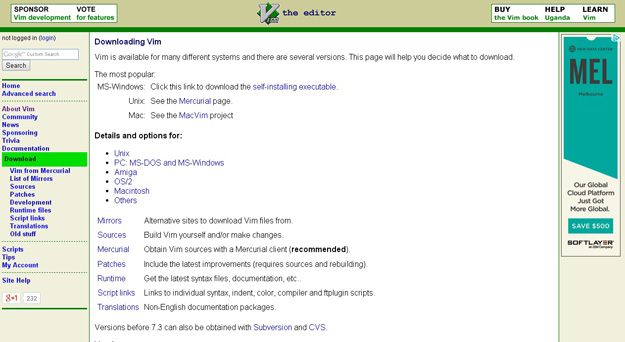 SPONSOR VOTE
Vim development for features
the editor
BUY HELP LEARN
the Vim book Uganda Vim
not logged in (login)
Google™ Custom Search
Search
Home
Advanced search
About Vim
Community
News
Sponsoring
Trivia
Documentation
Download
Vim from Mercurial
List of Mirrors
Sources
Patches
Development
Runtime files
Script links
Translations
Old stuff
Scripts
Tips
My Account
Site Help
g+1 232
Downloading Vim
Vim is available for many different systems and there are several versions. This page will help you decide what to download.
The most popular:
MS-Windows: Click this link to download the self-installing executable.
Unix: See the Mercurial page.
Mac: See the MacVim project
Details and options for:
Unix
PC: MS-DOS and MS-Windows
Amiga
OS/2
Macintosh
Others
Mirrors Alternative sites to download Vim files from.
Sources Build Vim yourself and/or make changes.
Mercurial Obtain Vim sources with a Mercurial client (recommended).
Patches Include the latest improvements (requires sources and rebuilding).
Runtime Get the latest syntax files, documentation, etc..
Script links Links to individual syntax, indent, color, compiler and ftplugin scripts.
Translations Non-English documentation packages.
Versions before 7.3 can also be obtained with Subversion and CVS.
MEL
Melbourne
Our Global
Cloud Platform
Just Got
More Global.
SAVE $500
SOFTLAYER